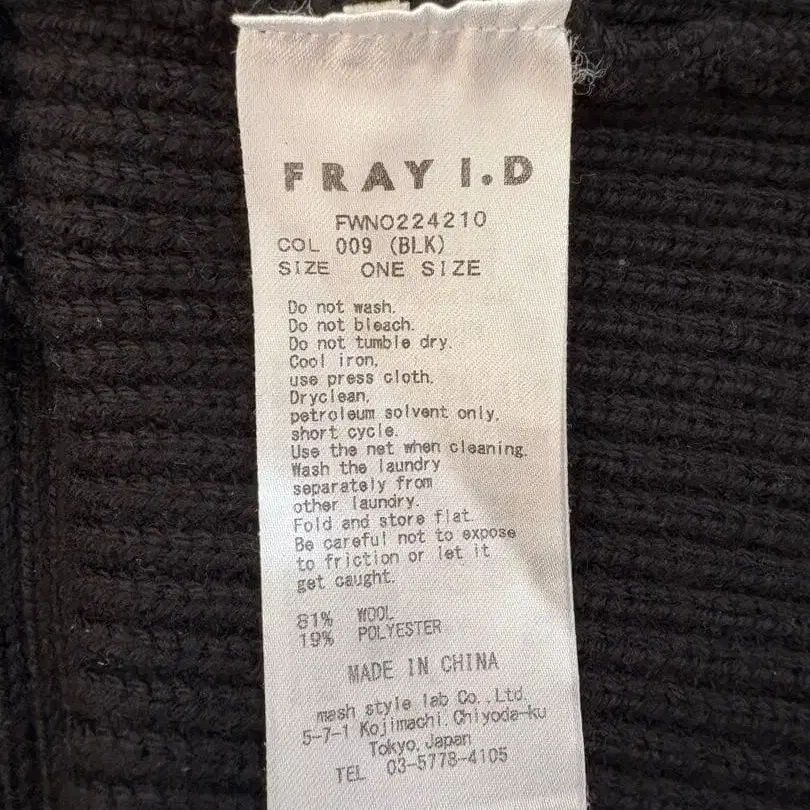 FRAY I.D
FWNO224210
COL 009 (BLK)
SIZE ONE SIZE
Do not wash.
Do not bleach.
Do not tumble dry.
Cool iron,
use press cloth.
Dryclean,
petroleum solvent only,
short cycle.
Use the net when cleaning.
Wash the laundry
separately from
other laundry.
Fold and store flat.
Be careful not to expose
to friction or let it
get caught.
81% WOOL
19% POLYESTER
MADE IN CHINA
mash style lab Co.,Ltd.
5-7-1 Kojimachi Chiyoda-ku
Tokyo, Japan
TEL 03-5778-4105